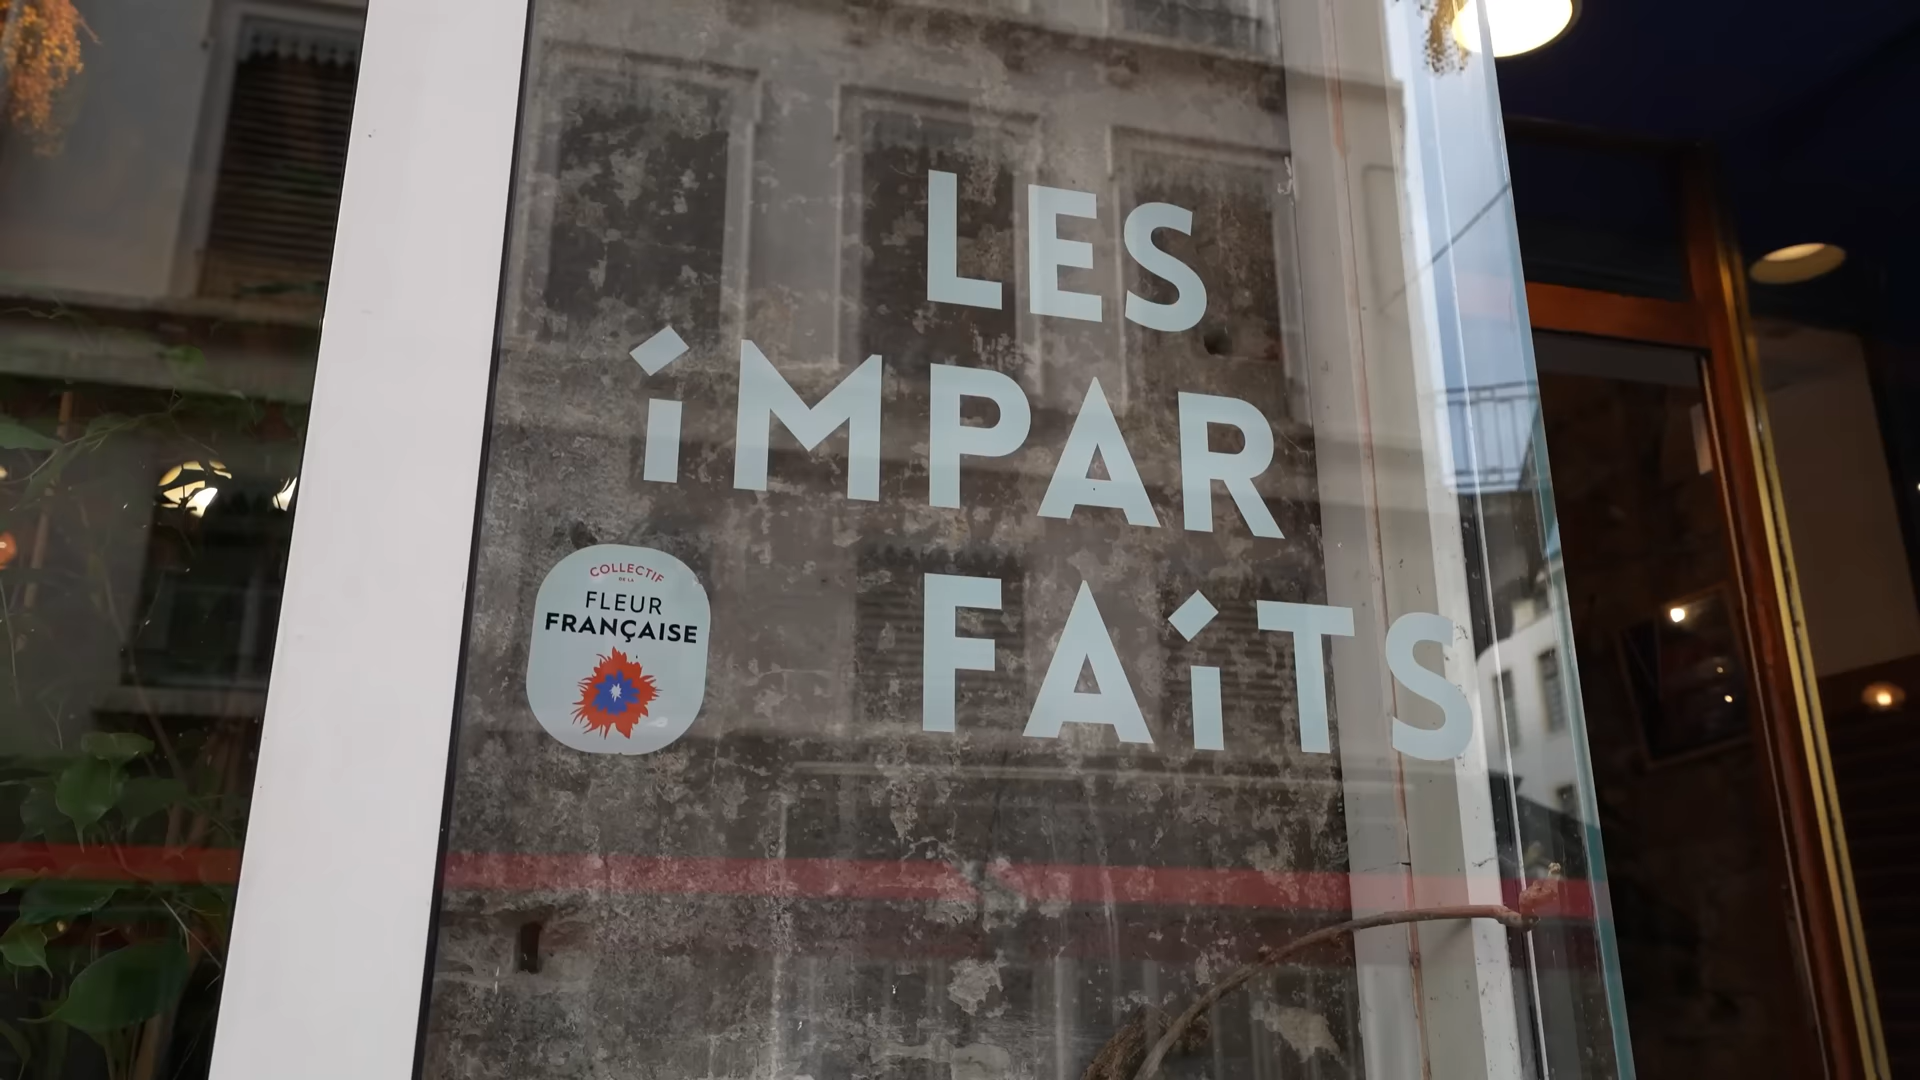 LES
iMPAR
FAiTS
COLLECTIF
DE LA
FLEUR
FRANÇAISE